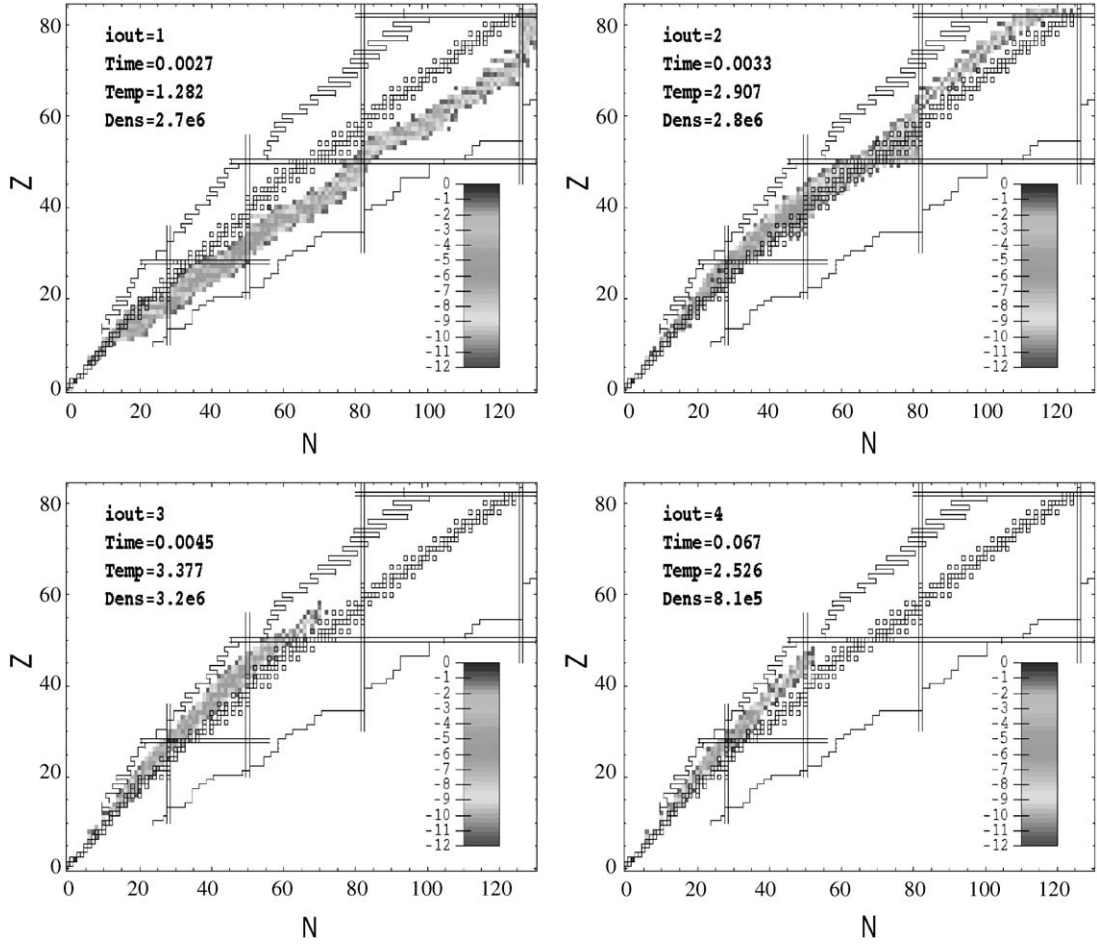 80
60
40
20
0
Z
iout=1
Time=0.0027
Temp=1.282
Dens=2.7e6
0
-1
-2
-3
-4
-5
-6
-7
-8
-9
-10
-11
-12
0 20 40 60 80 100 120
N
80
60
40
20
0
Z
iout=2
Time=0.0033
Temp=2.907
Dens=2.8e6
0
-1
-2
-3
-4
-5
-6
-7
-8
-9
-10
-11
-12
0 20 40 60 80 100 120
N
80
60
40
20
0
Z
iout=3
Time=0.0045
Temp=3.377
Dens=3.2e6
0
-1
-2
-3
-4
-5
-6
-7
-8
-9
-10
-11
-12
0 20 40 60 80 100 120
N
80
60
40
20
0
Z
iout=4
Time=0.067
Temp=2.526
Dens=8.1e5
0
-1
-2
-3
-4
-5
-6
-7
-8
-9
-10
-11
-12
0 20 40 60 80 100 120
N